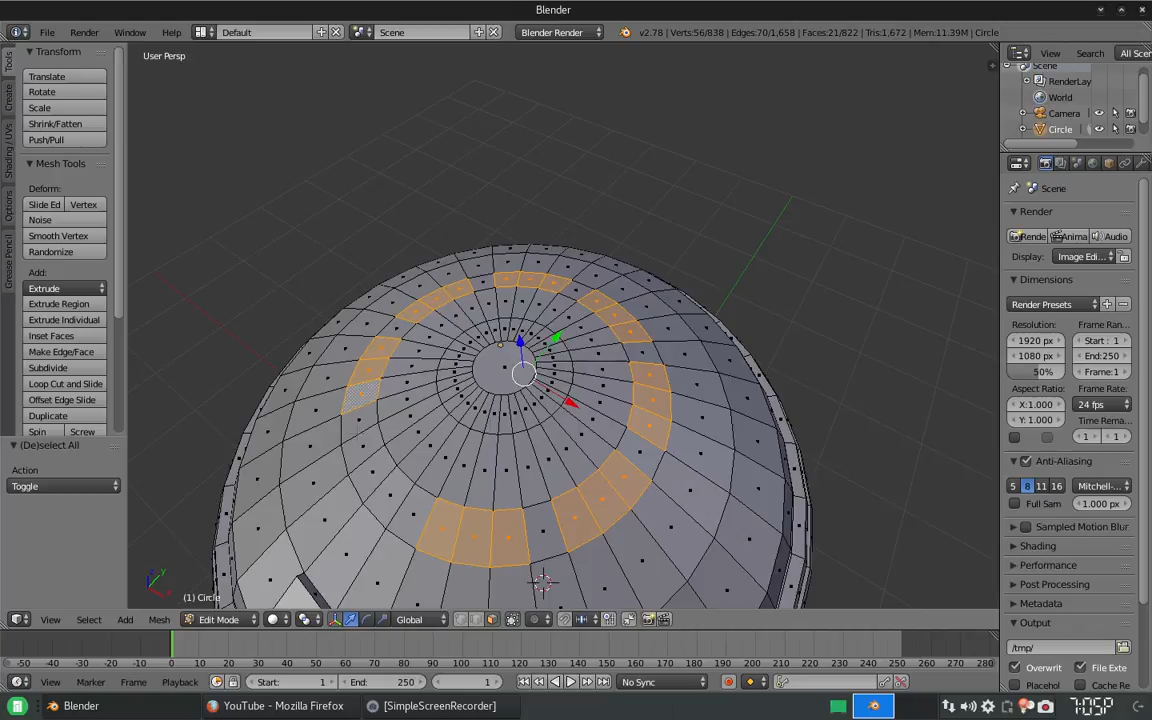 Blender
File Render Window Help Default Scene Blender Render v2.78 | Verts:56/838 | Edges:70/1,658 | Faces:21/822 | Tris:1,672 | Mem:11.39M | Circle
Tools
Create
Shading / UVs
Options
Grease Pencil
Transform
Translate
Rotate
Scale
Shrink/Fatten
Push/Pull
Mesh Tools
Deform:
Slide Ed Vertex
Noise
Smooth Vertex
Randomize
Add:
Extrude
Extrude Region
Extrude Individual
Inset Faces
Make Edge/Face
Subdivide
Loop Cut and Slide
Offset Edge Slide
Duplicate
Spin Screw
(De)select All
Action
Toggle
User Persp
(1) Circle
View Select Add Mesh Edit Mode Global
View Search All Scen
Scene
RenderLay
World
Camera
Circle
Scene
Render
Rende Anima Audio
Display: Image Edi...
Dimensions
Render Presets
Resolution: Frame Ran...
1920 px Start : 1
1080 px End:250
50% Frame:1
Aspect Ratio: Frame Rate:
X:1.000 24 fps
Y: 1.000 Time Rema...
1 1
Anti-Aliasing
5 8 11 16 Mitchell-...
Full Sam 1.000 px
Sampled Motion Blur
Shading
Performance
Post Processing
Metadata
Output
/tmp/
Overwrit File Exte
Placehol Cache Re
-50 -40 -30 -20 -10 0 10 20 30 40 50 60 70 80 90 100 110 120 130 140 150 160 170 180 190 200 210 220 230 240 250 260 270 280
View Marker Frame Playback Start: 1 End: 250 1 No Sync
Blender YouTube - Mozilla Firefox [SimpleScreenRecorder] 7:05P